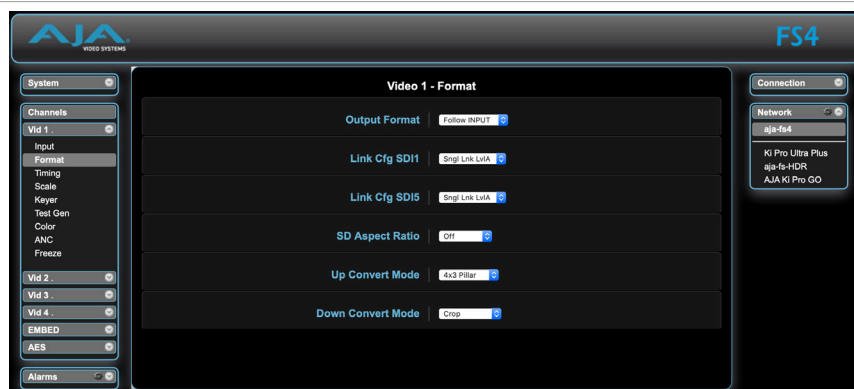 AJA
VIDEO SYSTEMS
FS4
System
Channels
Vid 1 .
Input
Format
Timing
Scale
Keyer
Test Gen
Color
ANC
Freeze
Vid 2 .
Vid 3 .
Vid 4 .
EMBED
AES
Alarms
Video 1 - Format
Output Format Follow INPUT
Link Cfg SDI1 Sngl Lnk LvlA
Link Cfg SDI5 Sngl Lnk LvlA
SD Aspect Ratio Off
Up Convert Mode 4x3 Pillar
Down Convert Mode Crop
Connection
Network
aja-fs4
Ki Pro Ultra Plus
aja-fs-HDR
AJA Ki Pro GO